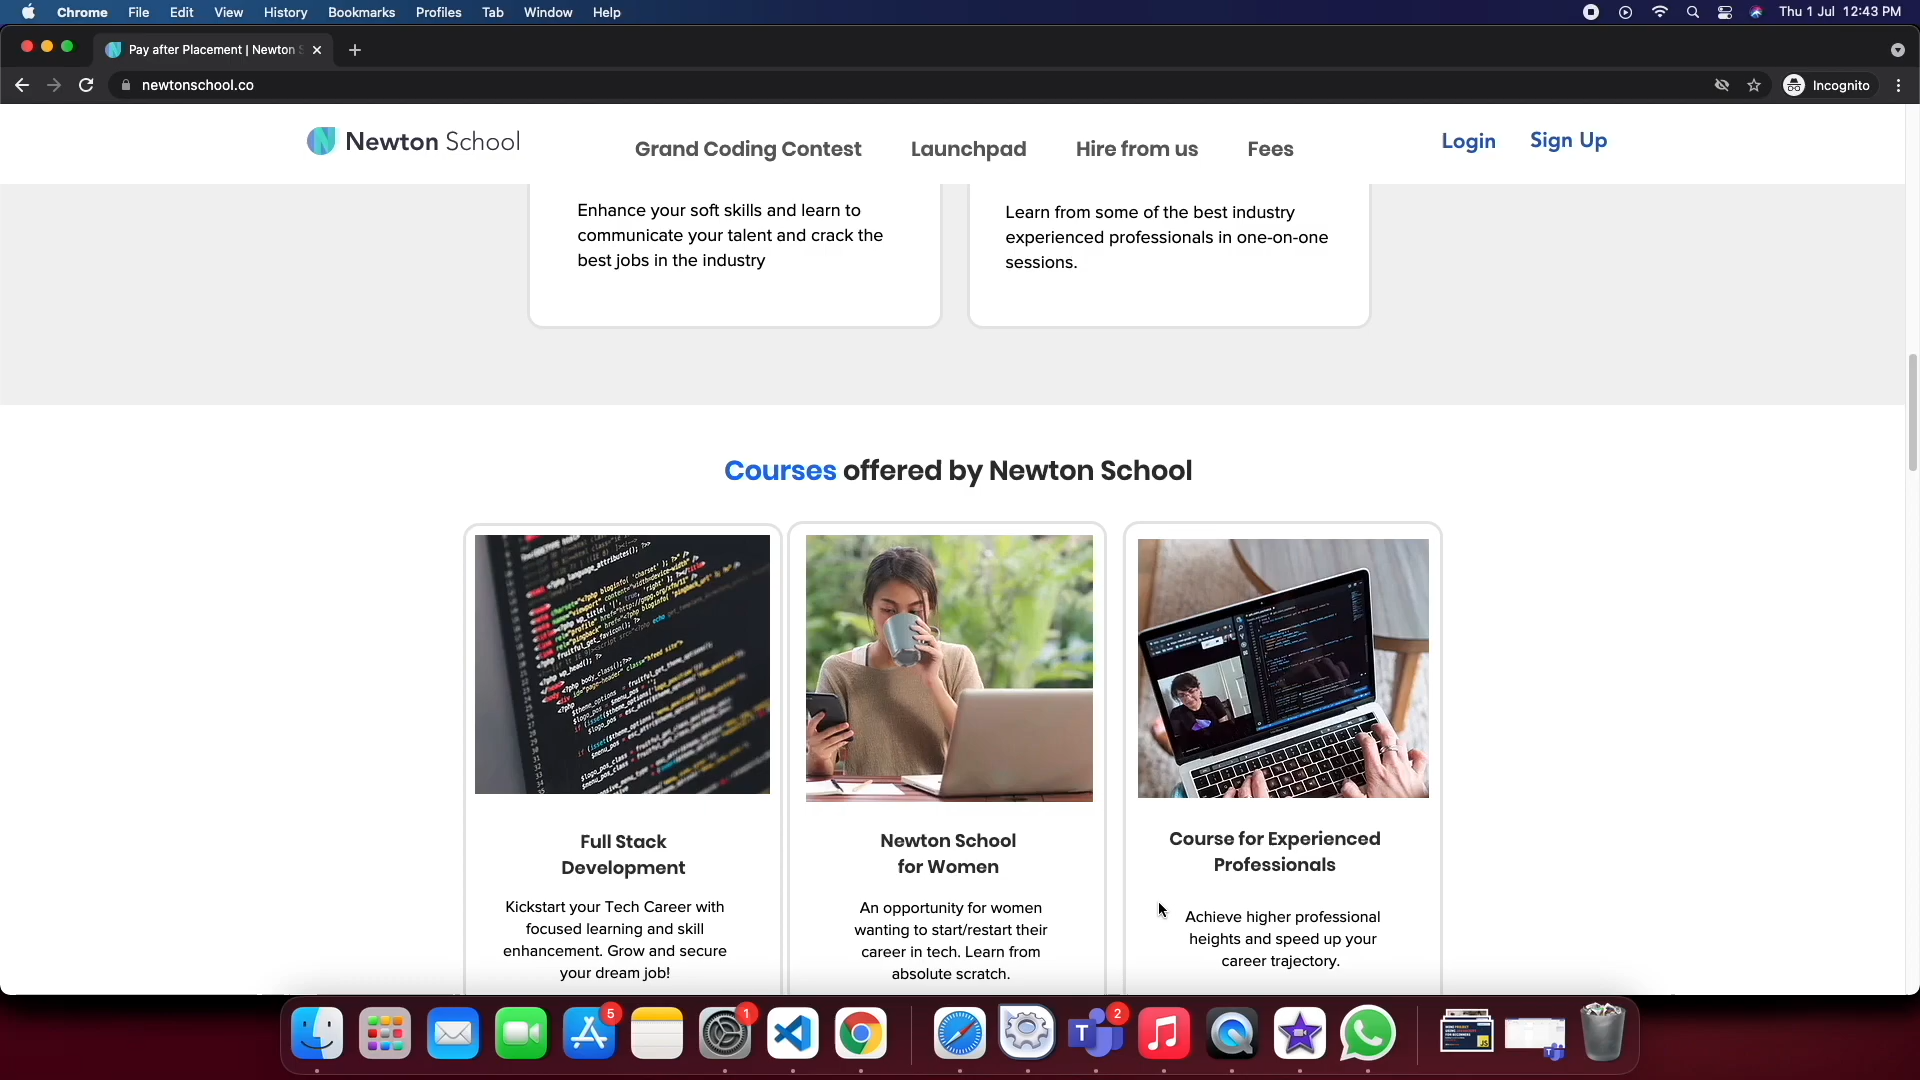 Chrome File Edit View History Bookmarks Profiles Tab Window Help
Thu 1 Jul 12:43 PM
Pay after Placement | Newton S
newtonschool.co
Incognito
Newton School
Grand Coding Contest
Launchpad
Hire from us
Fees
Login
Sign Up
Enhance your soft skills and learn to
communicate your talent and crack the
best jobs in the industry
Learn from some of the best industry
experienced professionals in one-on-one
sessions.
Courses offered by Newton School
Full Stack
Development
Kickstart your Tech Career with
focused learning and skill
enhancement. Grow and secure
your dream job!
Newton School
for Women
An opportunity for women
wanting to start/restart their
career in tech. Learn from
absolute scratch.
Course for Experienced
Professionals
Achieve higher professional
heights and speed up your
career trajectory.
5
1
2